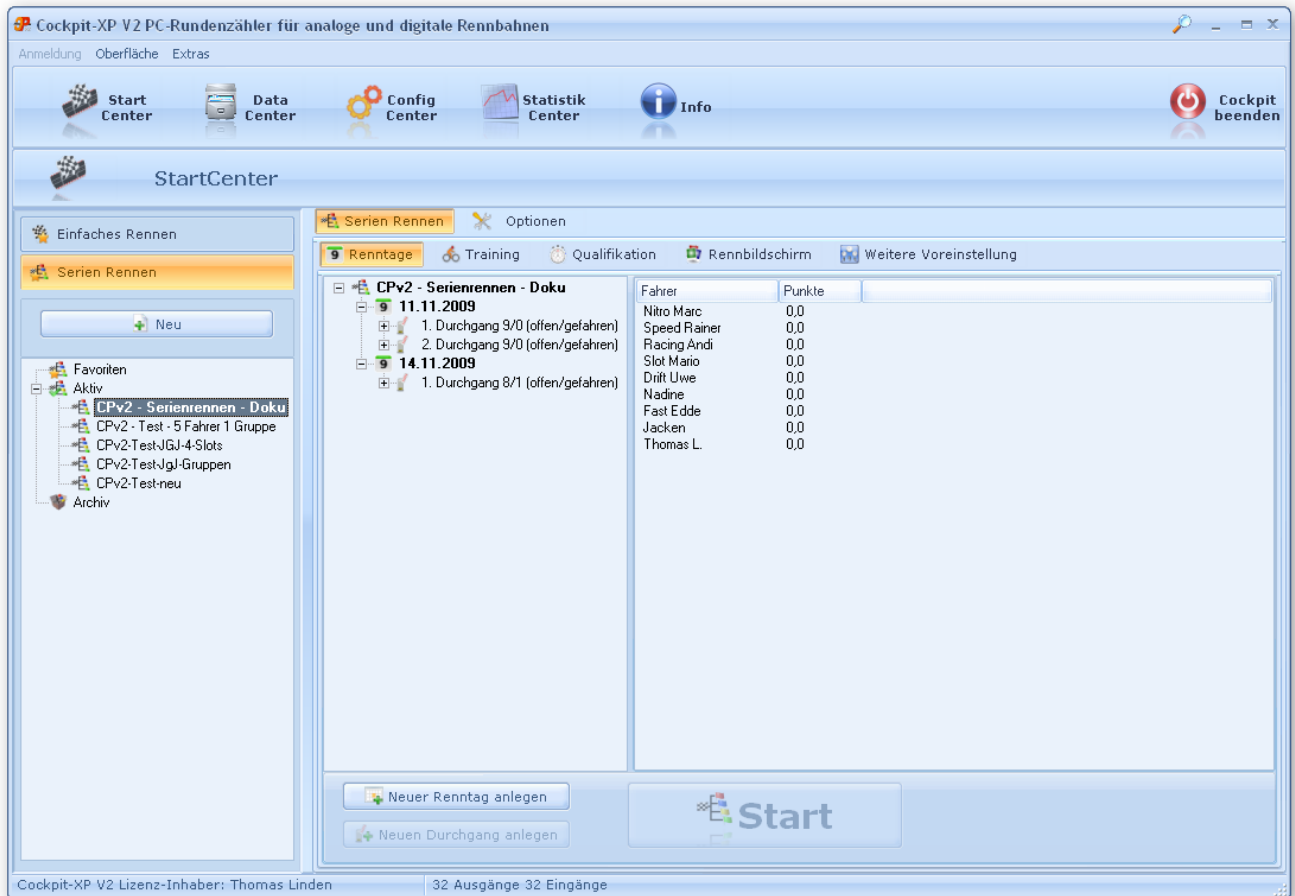 Cockpit-XP V2 PC-Rundenzähler für analoge und digitale Rennbahnen
Anmeldung Oberfläche Extras
Start Center
Data Center
Config Center
Statistik Center
Info
Cockpit beenden
StartCenter
Einfaches Rennen
Serien Rennen
Neu
Favoriten
Aktiv
CPv2 - Serienrennen - Doku
CPv2 - Test - 5 Fahrer 1 Gruppe
CPv2-Test-JGJ-4-Slots
CPv2-Test-JgJ-Gruppen
CPv2-Test-neu
Archiv
Serien Rennen Optionen
9 Renntage Training Qualifikation Rennbildschirm Weitere Voreinstellung
CPv2 - Serienrennen - Doku
9 11.11.2009
1. Durchgang 9/0 (offen/gefahren)
2. Durchgang 9/0 (offen/gefahren)
9 14.11.2009
1. Durchgang 8/1 (offen/gefahren)
Fahrer Punkte
Nitro Marc 0,0
Speed Rainer 0,0
Racing Andi 0,0
Slot Mario 0,0
Drift Uwe 0,0
Nadine 0,0
Fast Edde 0,0
Jacken 0,0
Thomas L. 0,0
Neuer Renntag anlegen
Neuen Durchgang anlegen
Start
Cockpit-XP V2 Lizenz-Inhaber: Thomas Linden
32 Ausgänge 32 Eingänge